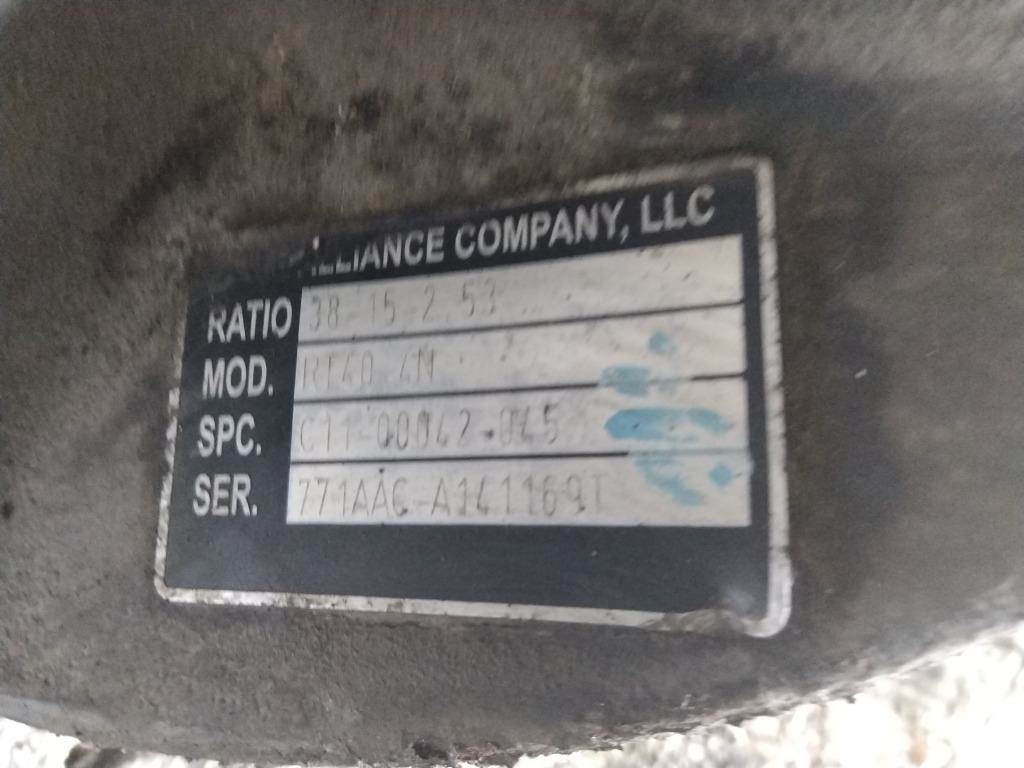 ALLIANCE COMPANY, LLC
RATIO 38-15-2.53
MOD. RT40 4N
SPC. C11-00042-045
SER. 771AAC-A141169T